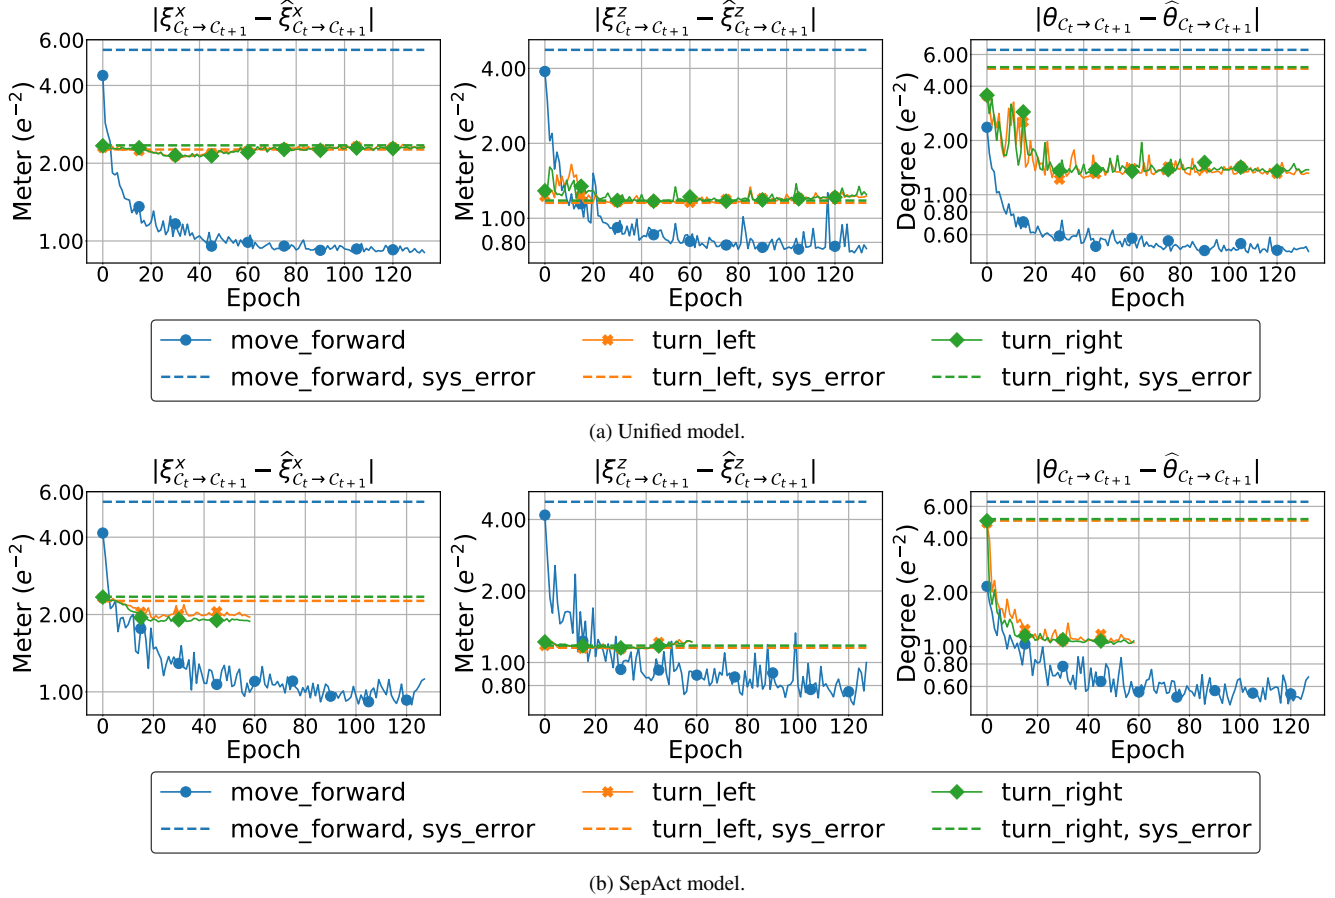 |ξ^x_{C_t→C_{t+1}} − ξ̂^x_{C_t→C_{t+1}}| |ξ^z_{C_t→C_{t+1}} − ξ̂^z_{C_t→C_{t+1}}| |θ_{C_t→C_{t+1}} − θ̂_{C_t→C_{t+1}}|
Meter (e^{−2})
6.00
4.00
2.00
1.00
0 20 40 60 80 100 120
Epoch
Meter (e^{−2})
4.00
2.00
1.00
0.80
0 20 40 60 80 100 120
Epoch
Degree (e^{−2})
6.00
4.00
2.00
1.00
0.80
0.60
0 20 40 60 80 100 120
Epoch
move_forward turn_left turn_right
move_forward, sys_error turn_left, sys_error turn_right, sys_error
(a) Unified model.
|ξ^x_{C_t→C_{t+1}} − ξ̂^x_{C_t→C_{t+1}}| |ξ^z_{C_t→C_{t+1}} − ξ̂^z_{C_t→C_{t+1}}| |θ_{C_t→C_{t+1}} − θ̂_{C_t→C_{t+1}}|
Meter (e^{−2})
6.00
4.00
2.00
1.00
0 20 40 60 80 100 120
Epoch
Meter (e^{−2})
4.00
2.00
1.00
0.80
0 20 40 60 80 100 120
Epoch
Degree (e^{−2})
6.00
4.00
2.00
1.00
0.80
0.60
0 20 40 60 80 100 120
Epoch
move_forward turn_left turn_right
move_forward, sys_error turn_left, sys_error turn_right, sys_error
(b) SepAct model.